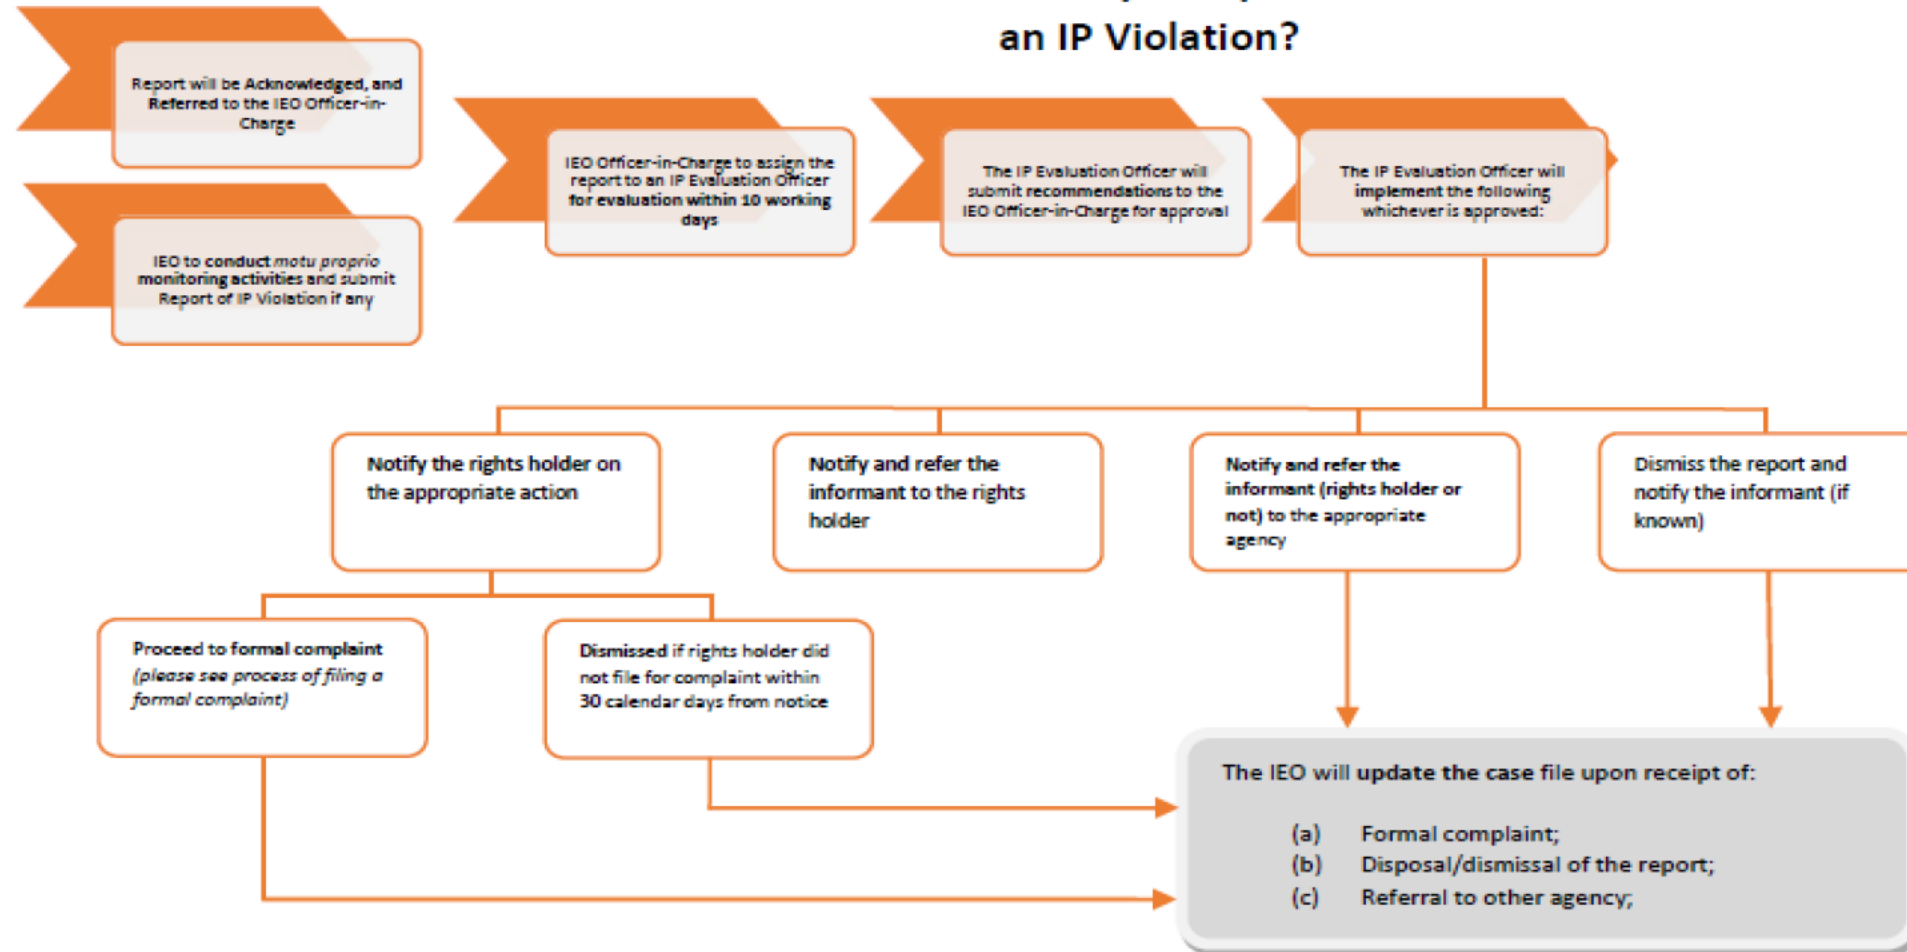 an IP Violation?
Report will be Acknowledged, and
Referred to the IEO Officer-in-
Charge
IEO to conduct motu proprio
monitoring activities and submit
Report of IP Violation if any
IEO Officer-in-Charge to assign the
report to an IP Evaluation Officer
for evaluation within 10 working
days
The IP Evaluation Officer will
submit recommendations to the
IEO Officer-in-Charge for approval
The IP Evaluation Officer will
implement the following
whichever is approved:
Notify the rights holder on
the appropriate action
Notify and refer the
informant to the rights
holder
Notify and refer the
informant (rights holder or
not) to the appropriate
agency
Dismiss the report and
notify the informant (if
known)
Proceed to formal complaint
(please see process of filing a
formal complaint)
Dismissed if rights holder did
not file for complaint within
30 calendar days from notice
The IEO will update the case file upon receipt of:
(a) Formal complaint;
(b) Disposal/dismissal of the report;
(c) Referral to other agency;